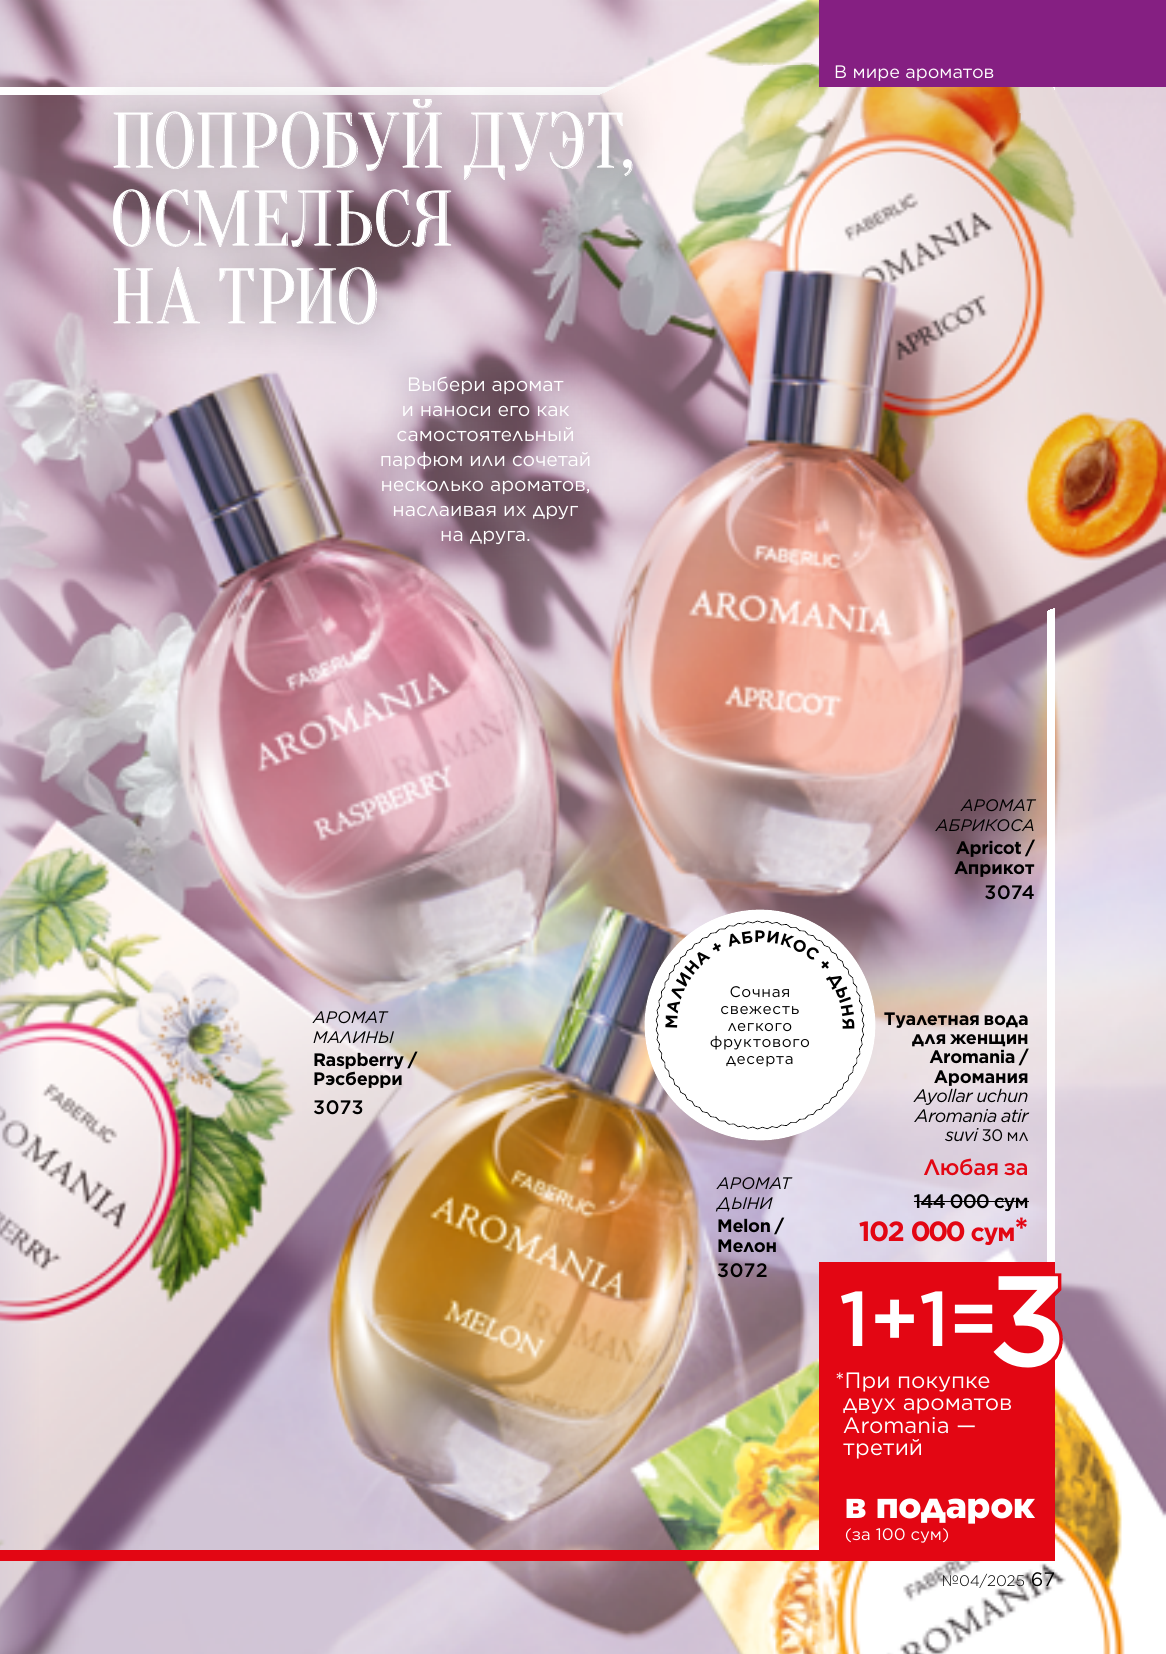 В мире ароматов
ПОПРОБУЙ ДУЭТ,
ОСМЕЛЬСЯ
НА ТРИО
FABERLIC
AROMANIA
APRICOT
Выбери аромат
и наноси его как
самостоятельный
парфюм или сочетай
несколько ароматов,
наслаивая их друг
на друга.
FABERLIC
AROMANIA
APRICOT
FABERLIC
AROMANIA
RASPBERRY
АРОМАТ
АБРИКОСА
Apricot /
Априкот
3074
МАЛИНА + АБРИКОС + ДЫНЯ
Сочная
свежесть
легкого
фруктового
десерта
АРОМАТ
МАЛИНЫ
Raspberry /
Рэсберри
3073
Туалетная вода
для женщин
Aromania /
Аромания
Ayollar uchun
Aromania atir
suvi 30 мл
Любая за
144 000 сум
102 000 сум*
FABERLIC
OMANIA
BERRY
FABERLIC
AROMANIA
MELON
АРОМАТ
ДЫНИ
Melon /
Мелон
3072
1+1=3
*При покупке
двух ароматов
Aromania —
третий
в подарок
(за 100 сум)
№04/2025 67
FABERLIC
ROMANIA